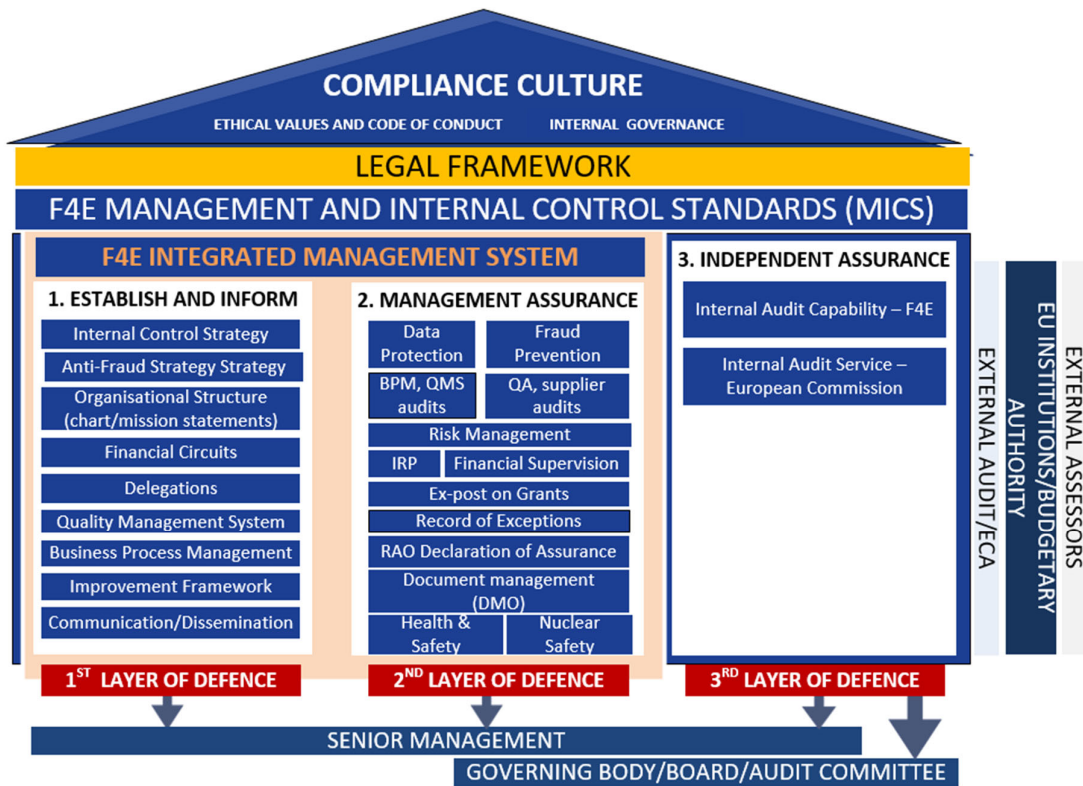 COMPLIANCE CULTURE
ETHICAL VALUES AND CODE OF CONDUCT INTERNAL GOVERNANCE
LEGAL FRAMEWORK
F4E MANAGEMENT AND INTERNAL CONTROL STANDARDS (MICS)
F4E INTEGRATED MANAGEMENT SYSTEM
1. ESTABLISH AND INFORM
Internal Control Strategy
Anti-Fraud Strategy Strategy
Organisational Structure
(chart/mission statements)
Financial Circuits
Delegations
Quality Management System
Business Process Management
Improvement Framework
Communication/Dissemination
1ST LAYER OF DEFENCE
2. MANAGEMENT ASSURANCE
Data
Protection
Fraud
Prevention
BPM, QMS
audits
QA, supplier
audits
Risk Management
IRP
Financial Supervision
Ex-post on Grants
Record of Exceptions
RAO Declaration of Assurance
Document management
(DMO)
Health &
Safety
Nuclear
Safety
2ND LAYER OF DEFENCE
3. INDEPENDENT ASSURANCE
Internal Audit Capability – F4E
Internal Audit Service –
European Commission
3RD LAYER OF DEFENCE
EXTERNAL AUDIT/ECA
EU INSTITUTIONS/BUDGETARY
AUTHORITY
EXTERNAL ASSESSORS
SENIOR MANAGEMENT
GOVERNING BODY/BOARD/AUDIT COMMITTEE